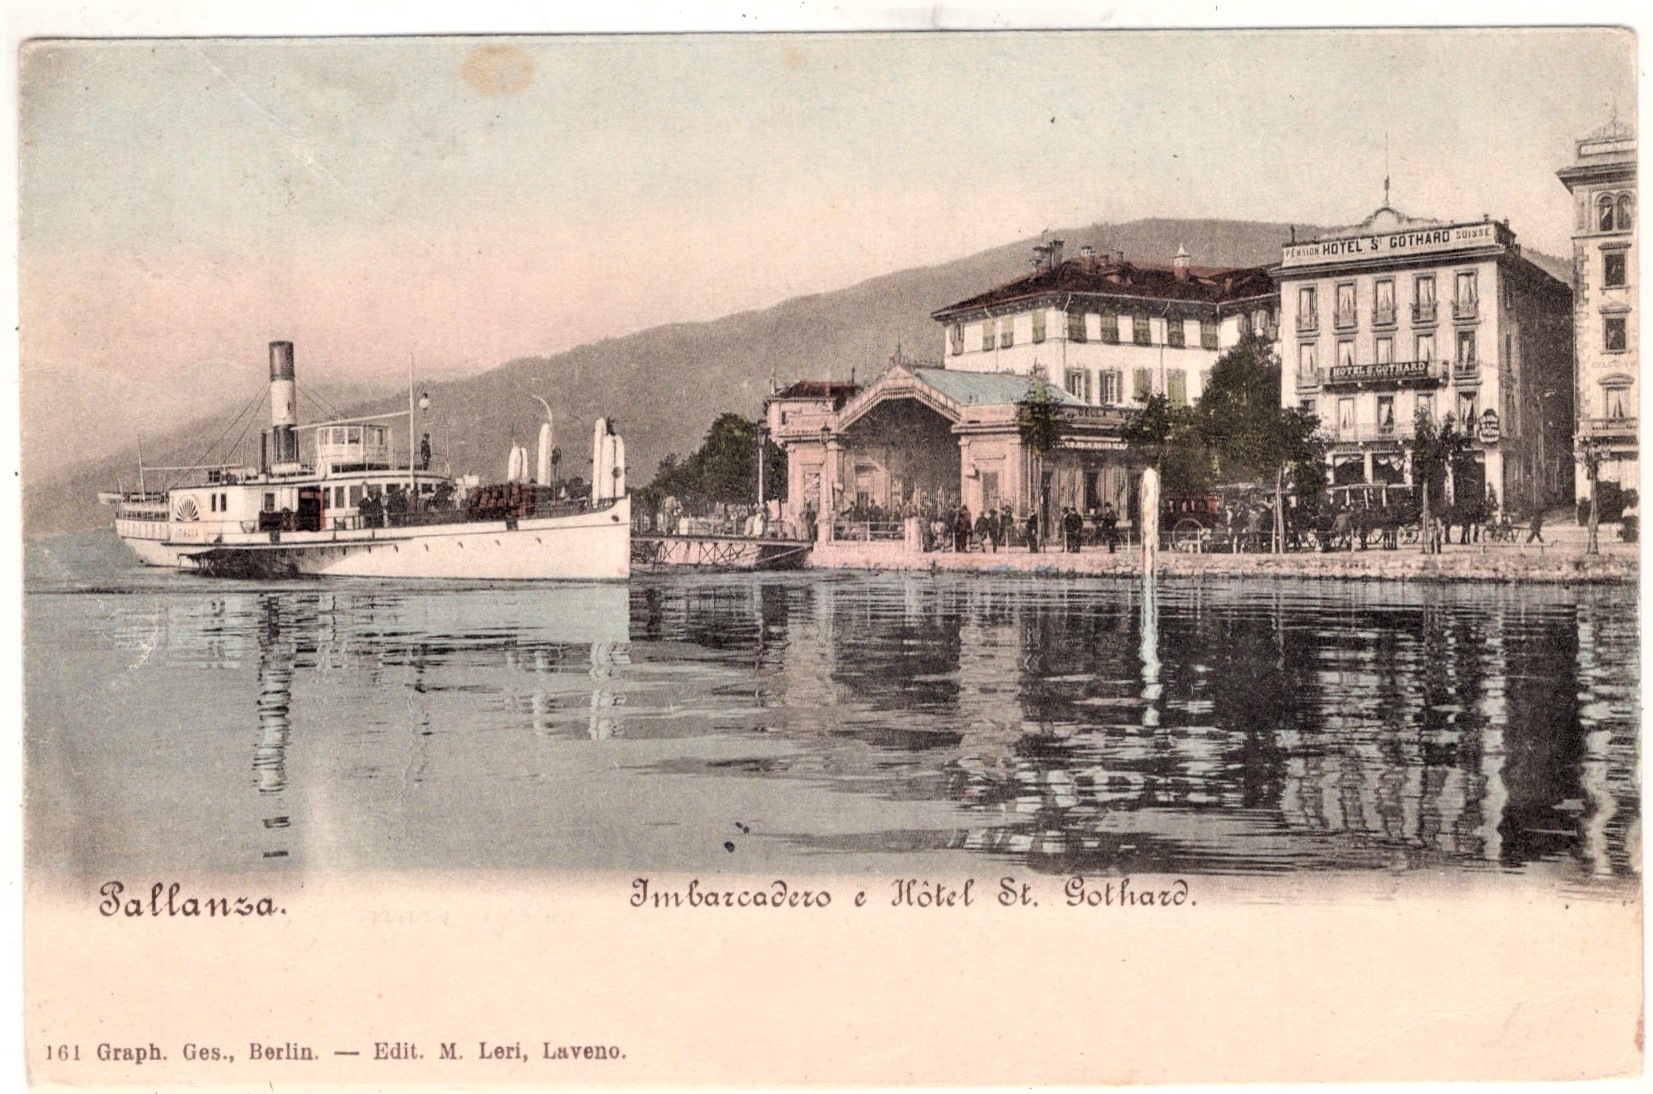 PENSION HOTEL St GOTHARD SUISSE
HOTEL St GOTHARD
Pallanza.
Imbarcadero e Hôtel St. Gothard.
161 Graph. Ges., Berlin. — Edit. M. Leri, Laveno.